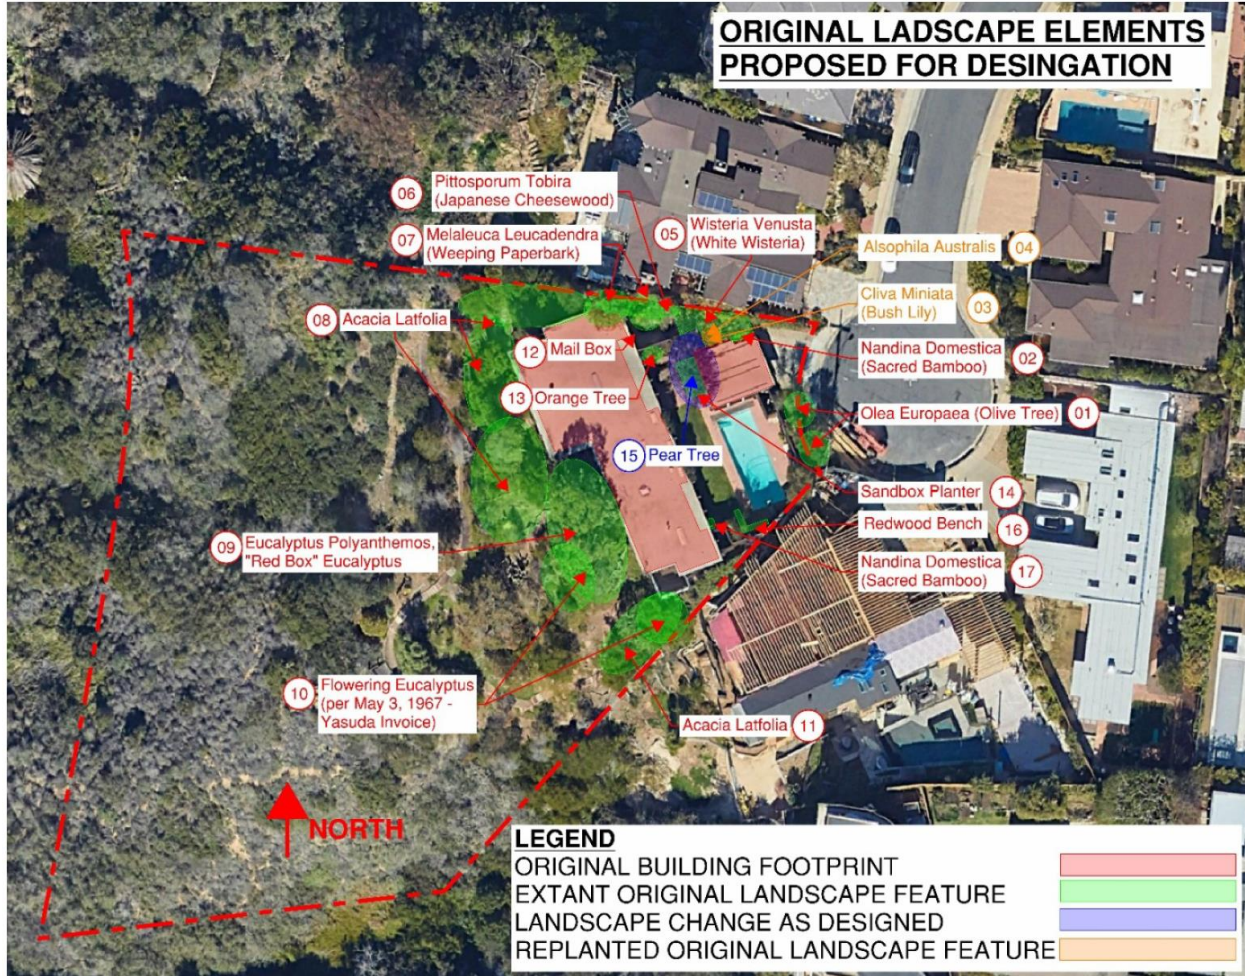 ORIGINAL LADSCAPE ELEMENTS
PROPOSED FOR DESINGATION
06 Pittosporum Tobira
(Japanese Cheesewood)
07 Melaleuca Leucadendra
(Weeping Paperbark)
05 Wisteria Venusta
(White Wisteria)
Alsophila Australis 04
Cliva Miniata
(Bush Lily) 03
08 Acacia Latfolia
12 Mail Box
Nandina Domestica
(Sacred Bamboo) 02
13 Orange Tree
Olea Europaea (Olive Tree) 01
15 Pear Tree
Sandbox Planter 14
Redwood Bench 16
09 Eucalyptus Polyanthemos,
"Red Box" Eucalyptus
Nandina Domestica
(Sacred Bamboo) 17
10 Flowering Eucalyptus
(per May 3, 1967 -
Yasuda Invoice)
Acacia Latfolia 11
NORTH
LEGEND
ORIGINAL BUILDING FOOTPRINT
EXTANT ORIGINAL LANDSCAPE FEATURE
LANDSCAPE CHANGE AS DESIGNED
REPLANTED ORIGINAL LANDSCAPE FEATURE